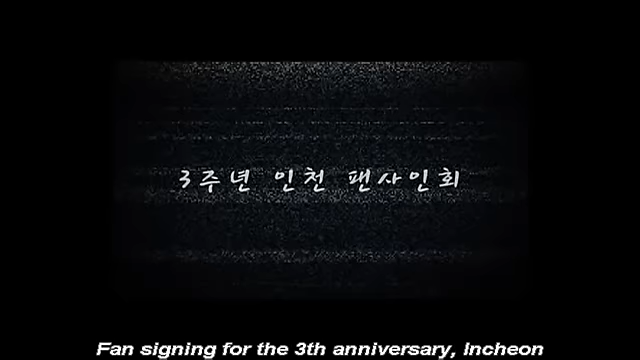 3주년 인천 팬사인회
Fan signing for the 3th anniversary, Incheon